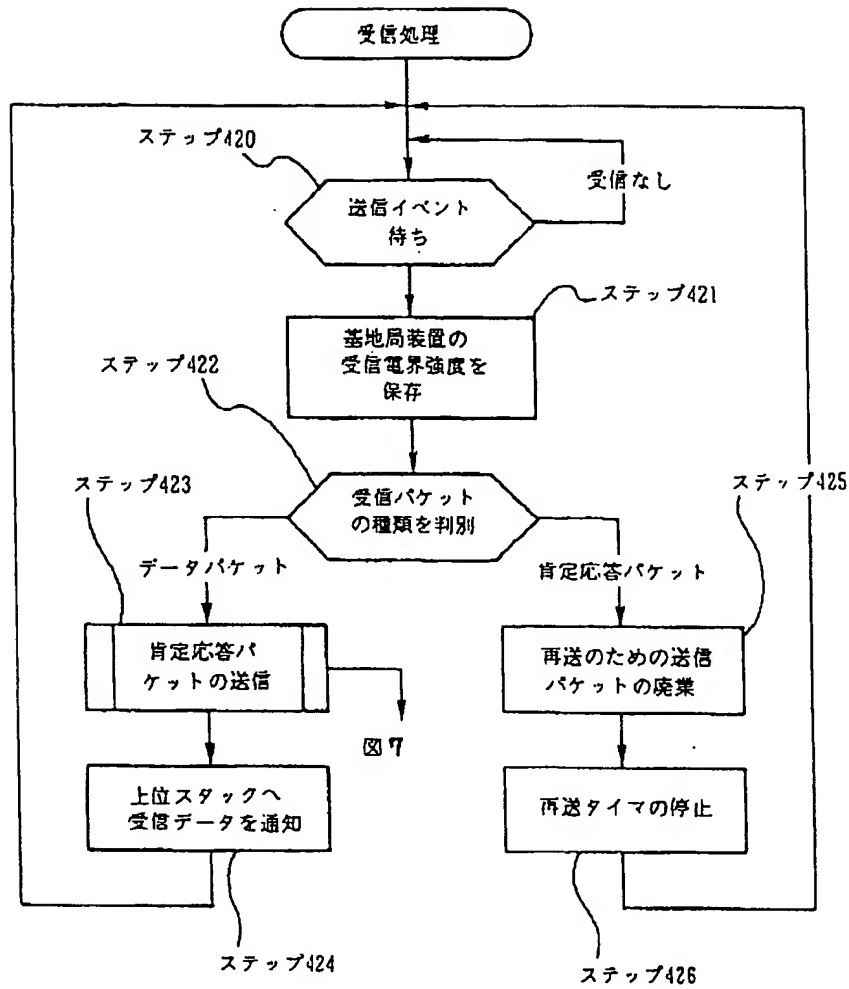 受信処理
ステップ420
受信なし
送信イベント
待ち
ステップ421
基地局装置の
受信電界強度を
保存
ステップ422
受信パケット
の種類を判別
ステップ423
ステップ425
データパケット
肯定応答パケット
肯定応答パ
ケットの送信
再送のための送信
パケットの廃業
図7
上位スタックへ
受信データを通知
再送タイマの停止
ステップ424
ステップ426